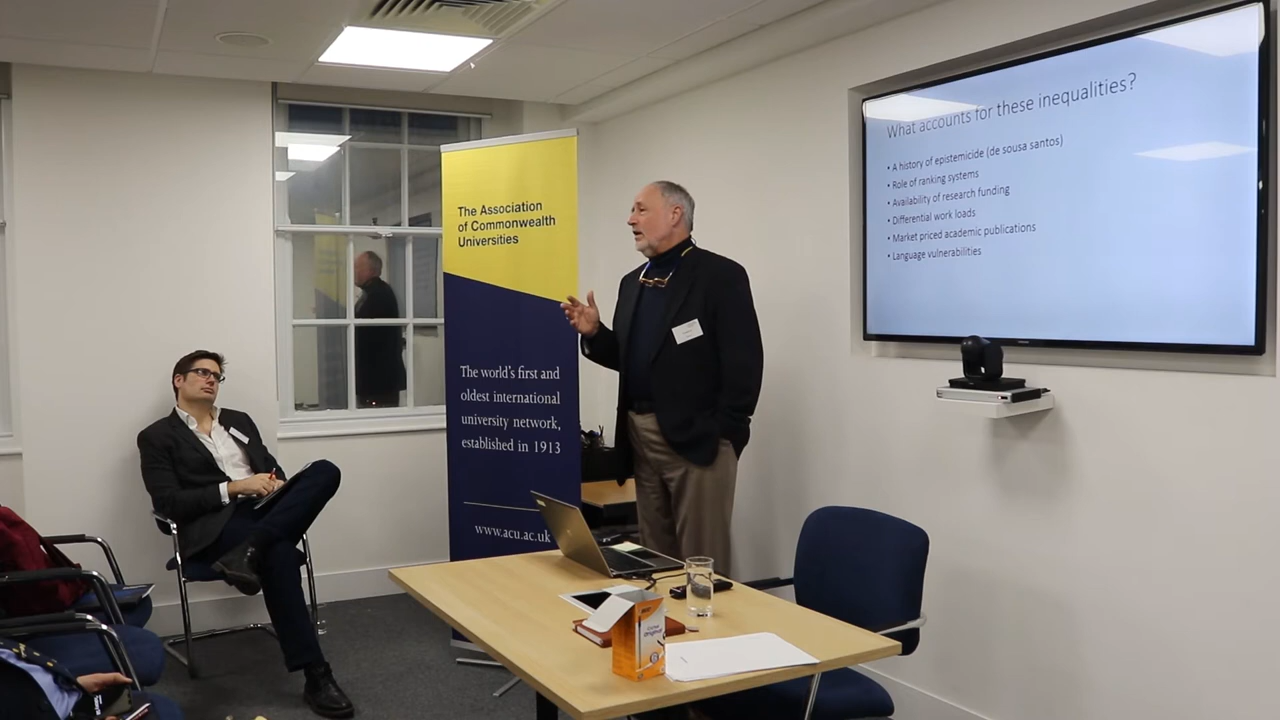 The Association
of Commonwealth
Universities
The world's first and
oldest international
university network,
established in 1913
www.acu.ac.uk
What accounts for these inequalities?
• A history of epistemicide (de sousa santos)
• Role of ranking systems
• Availability of research funding
• Differential work loads
• Market priced academic publications
• Language vulnerabilities
BIC
Original